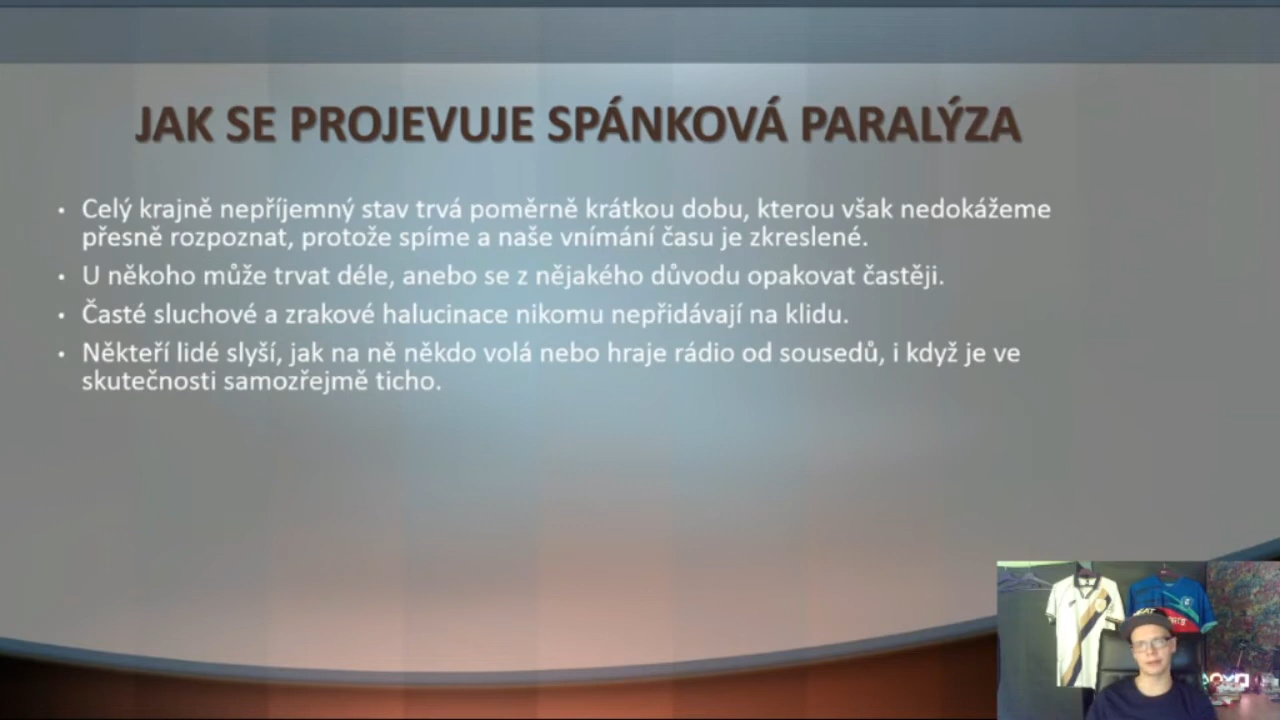 JAK SE PROJEVUJE SPÁNKOVÁ PARALÝZA
• Celý krajně nepříjemný stav trvá poměrně krátkou dobu, kterou však nedokážeme
přesně rozpoznat, protože spíme a naše vnímání času je zkreslené.
• U někoho může trvat déle, anebo se z nějakého důvodu opakovat častěji.
• Časté sluchové a zrakové halucinace nikomu nepřidávají na klidu.
• Někteří lidé slyší, jak na ně někdo volá nebo hraje rádio od sousedů, i když je ve
skutečnosti samozřejmě ticho.